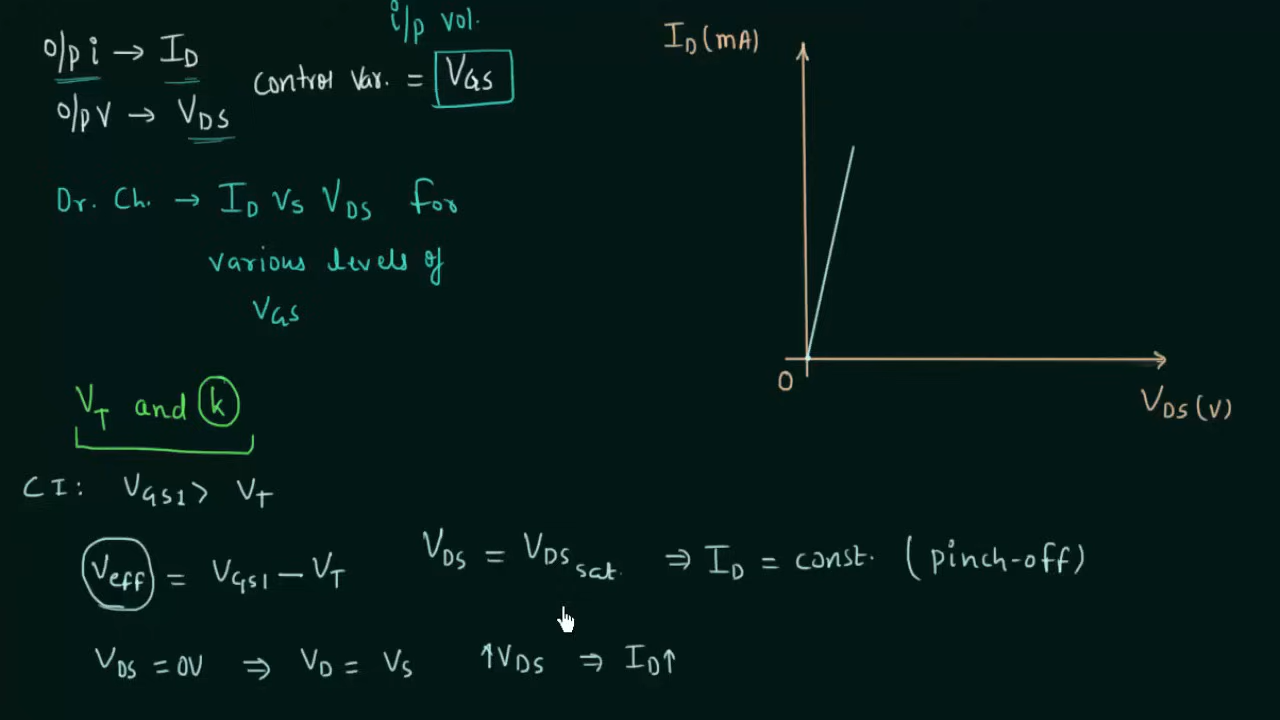 i/p vol.
o/p i → I_D
Control Var. = V_GS
o/p V → V_DS
Dr. Ch. → I_D Vs V_DS for
various levels of
V_GS
V_T and k
C I : V_GS1 > V_T
V_eff = V_GS1 – V_T
V_DS = V_DS sat. ⇒ I_D = const. (pinch-off)
V_DS = 0V ⇒ V_D = V_S
↑V_DS ⇒ I_D↑
I_D (mA)
0
V_DS (V)